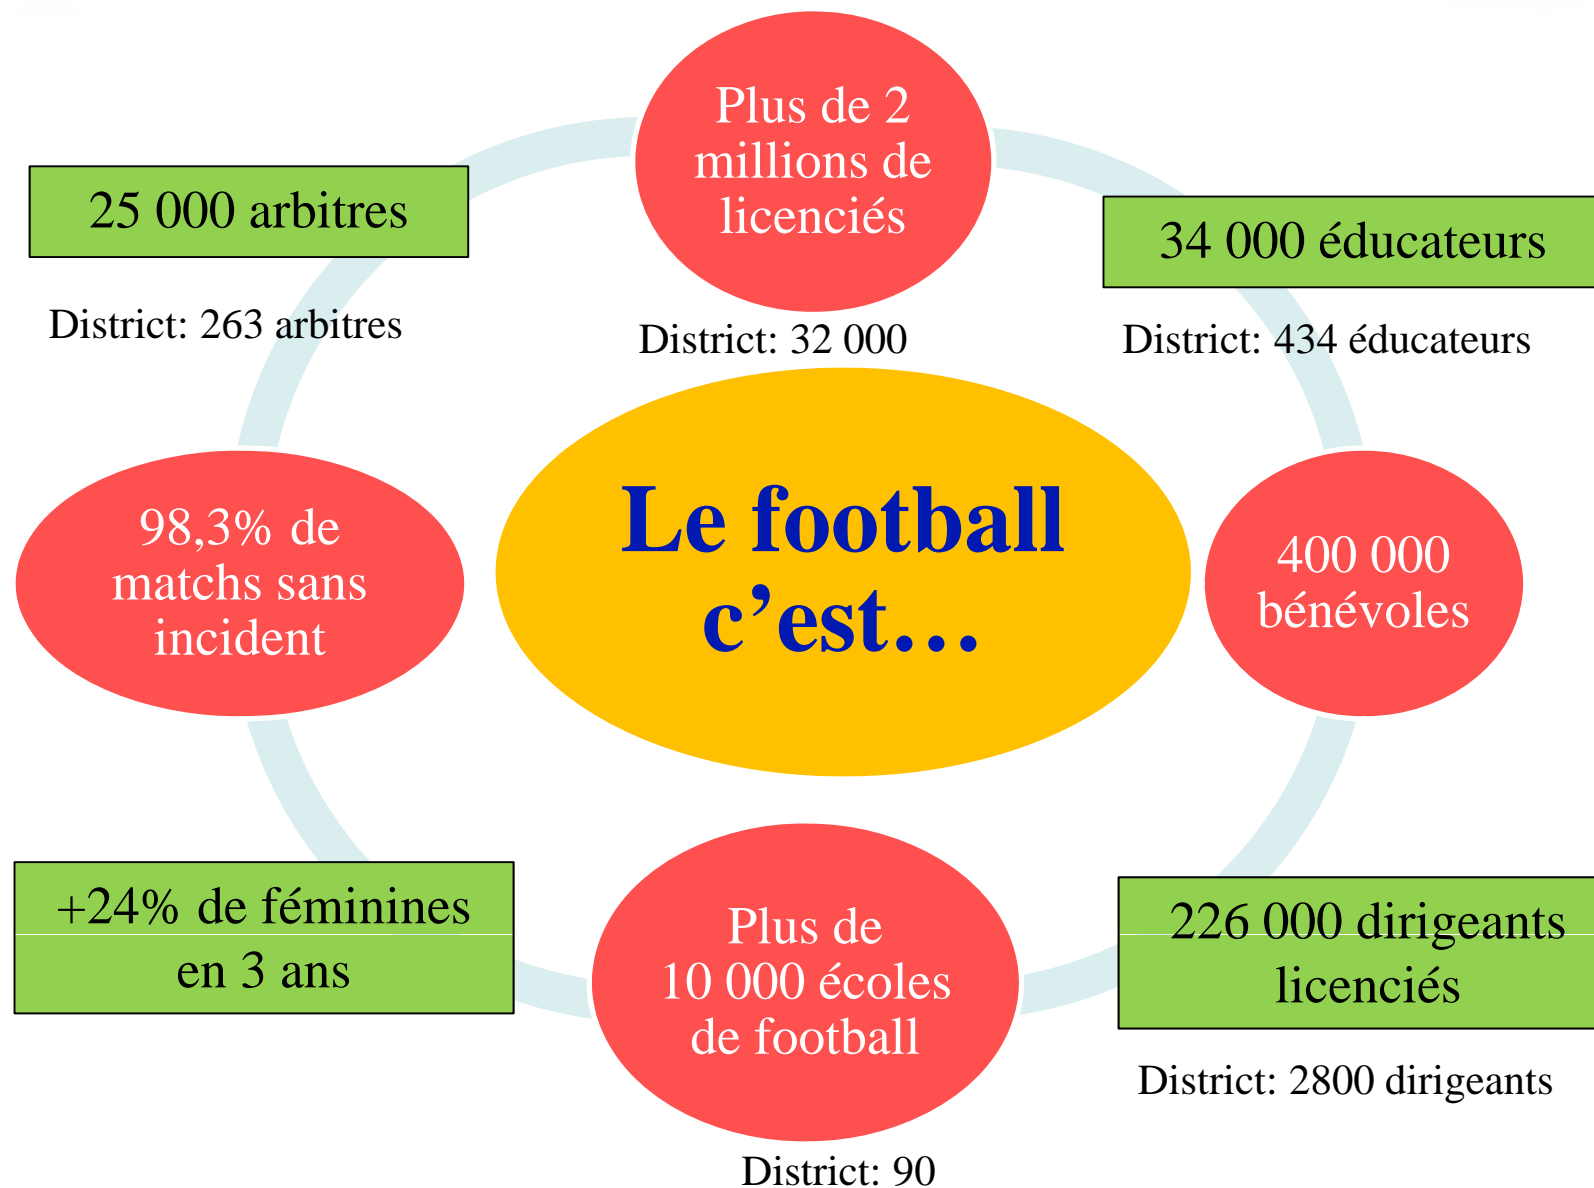 Plus de 2
millions de
licenciés
District: 32 000
25 000 arbitres
District: 263 arbitres
34 000 éducateurs
District: 434 éducateurs
98,3% de
matchs sans
incident
Le football
c’est…
400 000
bénévoles
+24% de féminines
en 3 ans
Plus de
10 000 écoles
de football
District: 90
226 000 dirigeants
licenciés
District: 2800 dirigeants